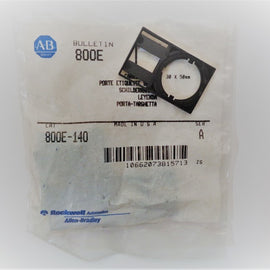 AB
BULLETIN
800E
30 X 50mm
PORTE ETIQUETTE
SCHILDER
LEYENDA
PORTA-TARGHETTA
CAT
MADE IN U.S.A
SER
800E-140
A
10662073815713
Rockwell Automation
Allen-Bradley